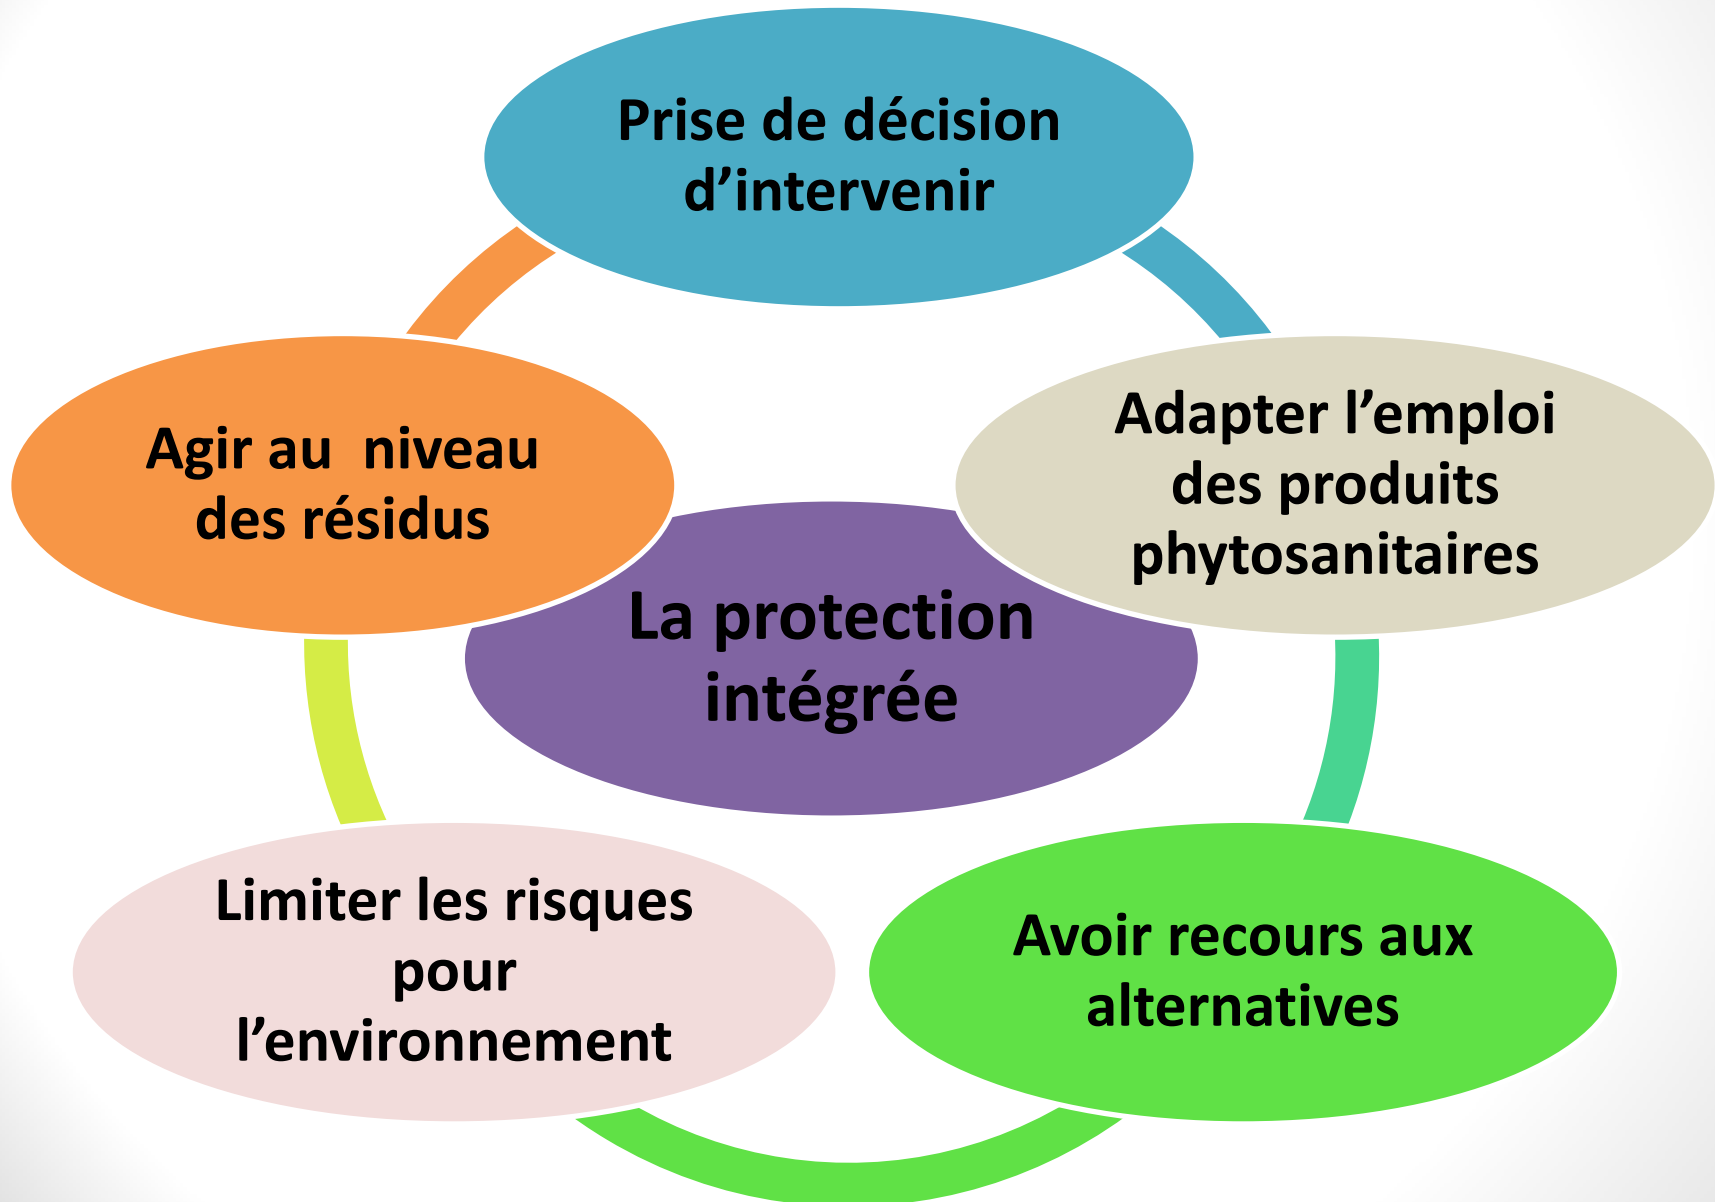 Prise de décision
d’intervenir
Adapter l’emploi
des produits
phytosanitaires
Avoir recours aux
alternatives
Limiter les risques
pour
l’environnement
Agir au  niveau
des résidus
La protection
intégrée